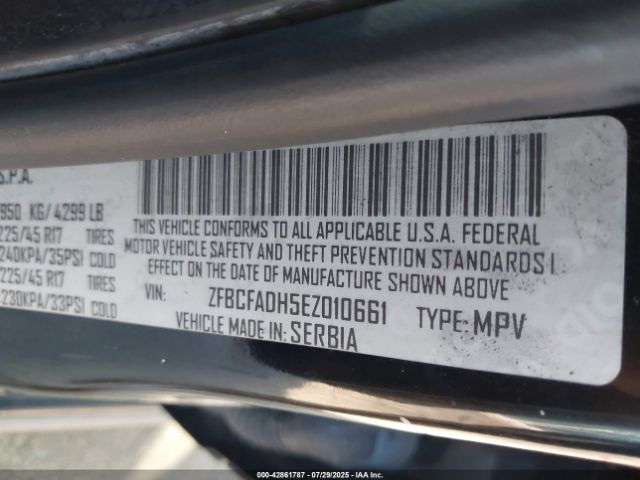 S.P.A.
950 KG/ 4299 LB
225/45 R17 TIRES
240KPA/35PSI COLD
225/45 R17 TIRES
230KPA/33PSI COLD
THIS VEHICLE CONFORMS TO ALL APPLICABLE U.S.A. FEDERAL
MOTOR VEHICLE SAFETY AND THEFT PREVENTION STANDARDS I
EFFECT ON THE DATE OF MANUFACTURE SHOWN ABOVE
VIN: ZFBCFADH5EZ010661 TYPE: MPV
VEHICLE MADE IN: SERBIA
000-42861787 - 07/29/2025 - IAA Inc.